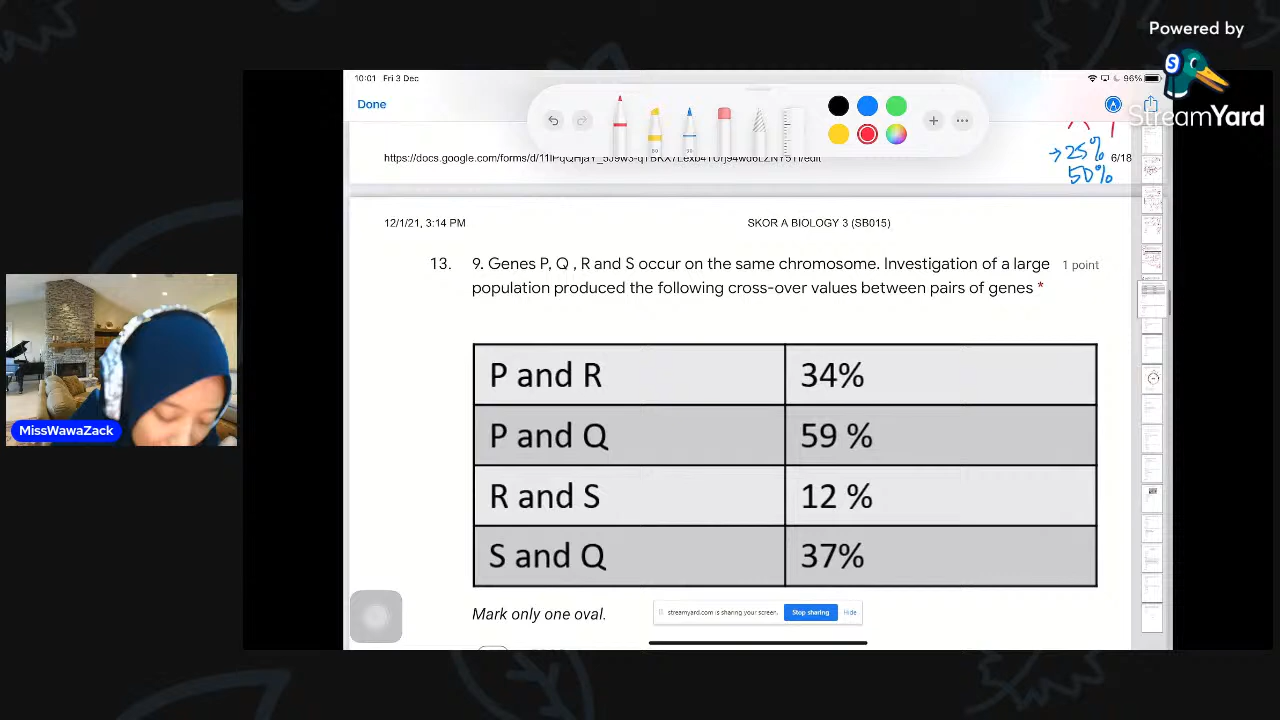 Powered by
StreamYard
10:01 Fri 3 Dec
96%
Done
25%
50%
6/18
12/1/21, 3:14 PM
SKOR A BIOLOGY 3 (SB015)
13.
9. Genes P, Q , R and S occur on the same chromosome. Investigation of a large
1 point
population produced the following cross-over values between pairs of genes *
P and R 34%
P and Q 59 %
R and S 12 %
S and Q 37%
MissWawaZack
Mark only one oval.
streamyard.com is sharing your screen. Stop sharing Hide